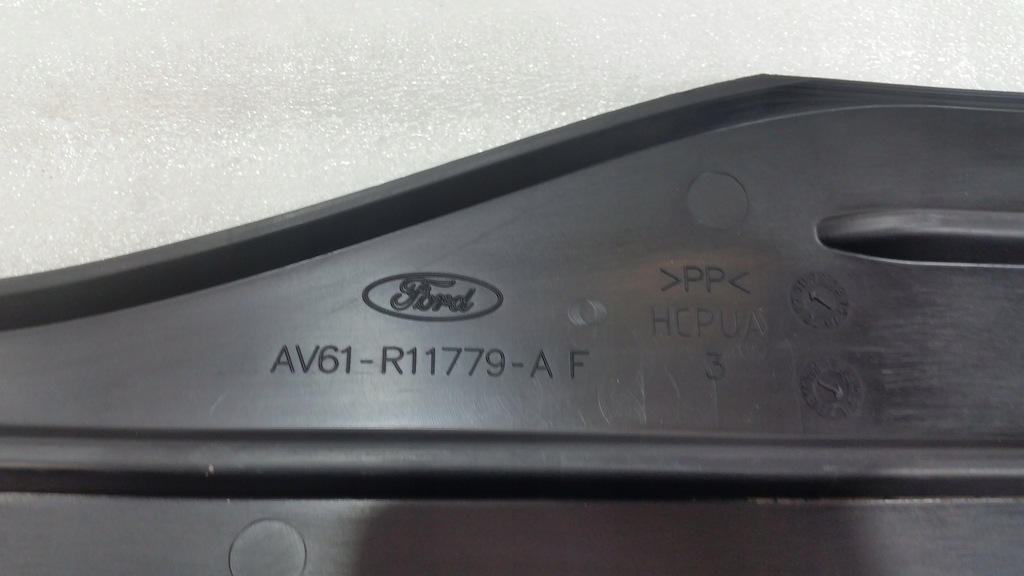 Ford
AV61-R11779-A F
>PP<
HCPUA
3